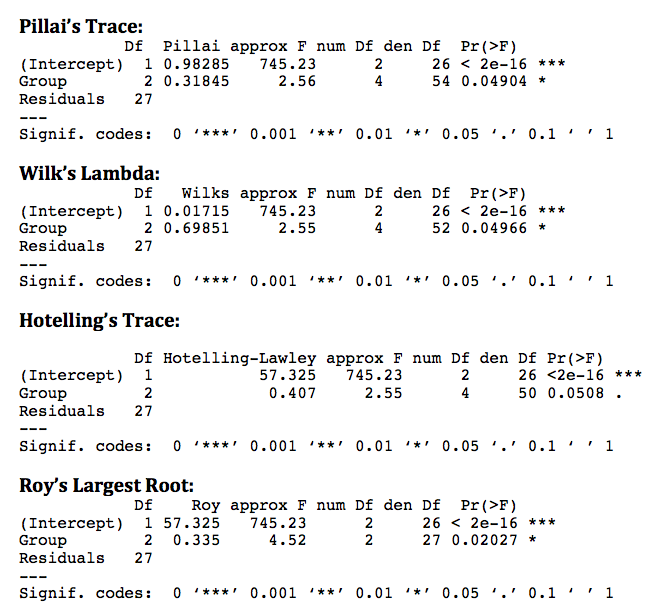 Pillai’s Trace:
            Df  Pillai approx F num Df den Df  Pr(>F)
(Intercept)  1 0.98285   745.23      2     26 < 2e-16 ***
Group        2 0.31845     2.56      4     54 0.04904 *
Residuals   27
---
Signif. codes:  0 ‘***’ 0.001 ‘**’ 0.01 ‘*’ 0.05 ‘.’ 0.1 ‘ ’ 1
Wilk’s Lambda:
            Df   Wilks approx F num Df den Df  Pr(>F)
(Intercept)  1 0.01715   745.23      2     26 < 2e-16 ***
Group        2 0.69851     2.55      4     52 0.04966 *
Residuals   27
---
Signif. codes:  0 ‘***’ 0.001 ‘**’ 0.01 ‘*’ 0.05 ‘.’ 0.1 ‘ ’ 1
Hotelling’s Trace:
            Df Hotelling-Lawley approx F num Df den Df Pr(>F)
(Intercept)  1           57.325   745.23      2     26 <2e-16 ***
Group        2            0.407     2.55      4     50 0.0508 .
Residuals   27
---
Signif. codes:  0 ‘***’ 0.001 ‘**’ 0.01 ‘*’ 0.05 ‘.’ 0.1 ‘ ’ 1
Roy’s Largest Root:
            Df    Roy approx F num Df den Df  Pr(>F)
(Intercept)  1 57.325   745.23      2     26 < 2e-16 ***
Group        2  0.335     4.52      2     27 0.02027 *
Residuals   27
---
Signif. codes:  0 ‘***’ 0.001 ‘**’ 0.01 ‘*’ 0.05 ‘.’ 0.1 ‘ ’ 1